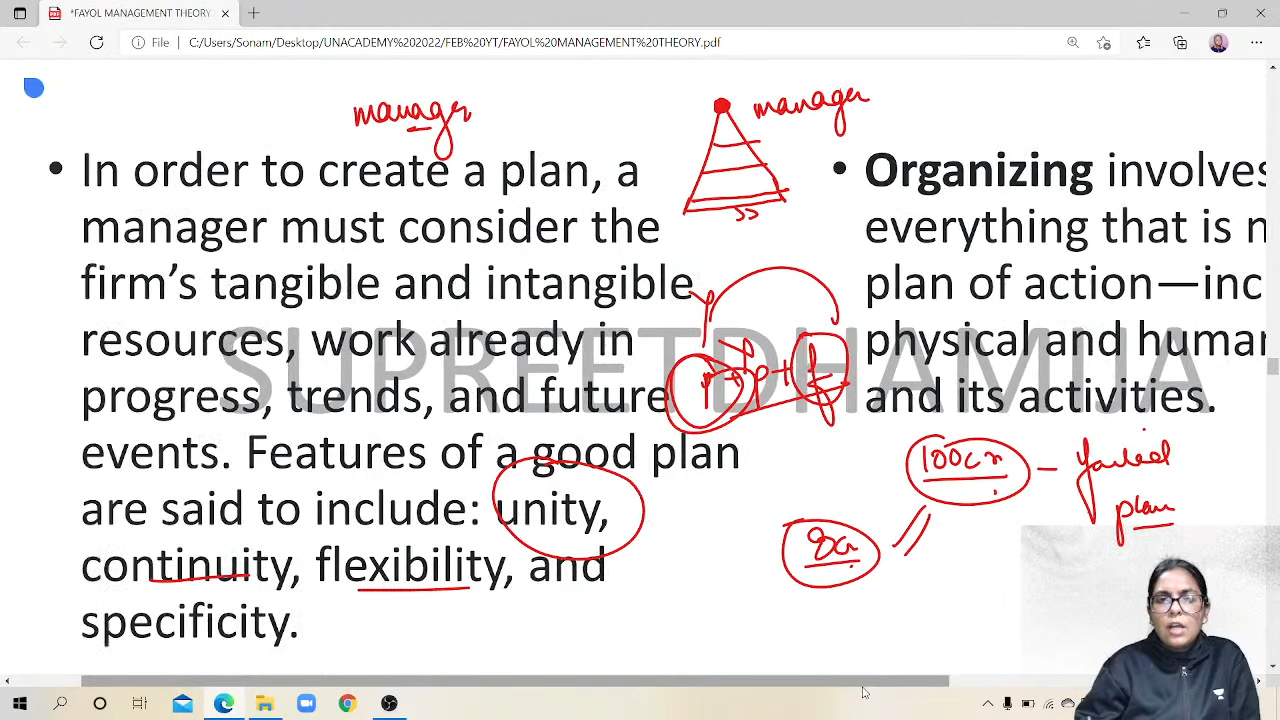 *FAYOL MANAGEMENT THEORY.
File
C:/Users/Sonam/Desktop/UNACADEMY%202022/FEB%20YT/FAYOL%20MANAGEMENT%20THEORY.pdf
manager
manager
• In order to create a plan, a
manager must consider the
firm's tangible and intangible
resources, work already in
progress, trends, and future
events. Features of a good plan
are said to include: unity,
continuity, flexibility, and
specificity.
• Organizing involves
everything that is n
plan of action—inc
physical and human
and its activities.
SUPREETDHAMIJA
100cr
failed
plan